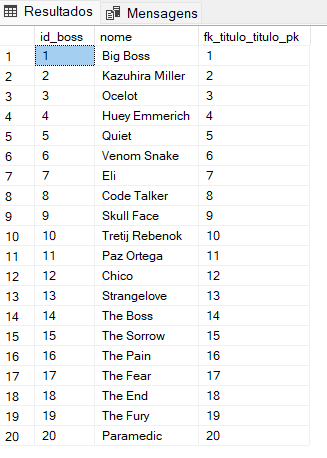 Resultados Mensagens
id_boss nome fk_titulo_titulo_pk
1 1 Big Boss 1
2 2 Kazuhira Miller 2
3 3 Ocelot 3
4 4 Huey Emmerich 4
5 5 Quiet 5
6 6 Venom Snake 6
7 7 Eli 7
8 8 Code Talker 8
9 9 Skull Face 9
10 10 Tretij Rebenok 10
11 11 Paz Ortega 11
12 12 Chico 12
13 13 Strangelove 13
14 14 The Boss 14
15 15 The Sorrow 15
16 16 The Pain 16
17 17 The Fear 17
18 18 The End 18
19 19 The Fury 19
20 20 Paramedic 20